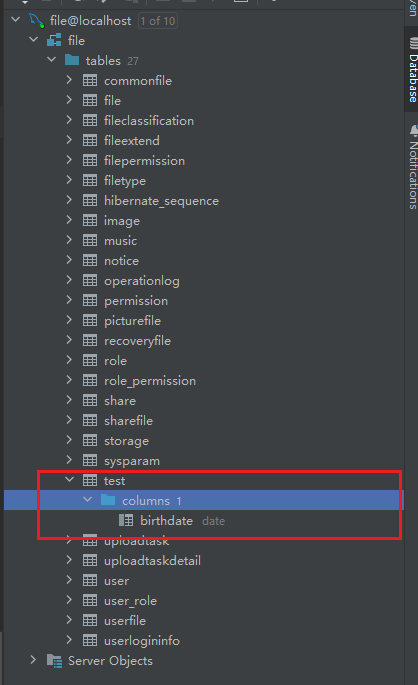 file@localhost 1 of 10
file
tables 27
commonfile
file
fileclassification
fileextend
filepermission
filetype
hibernate_sequence
image
music
notice
operationlog
permission
picturefile
recoveryfile
role
role_permission
share
sharefile
storage
sysparam
test
columns 1
birthdate date
uploadtask
uploadtaskdetail
user
user_role
userfile
userlogininfo
Server Objects
Database
Notifications